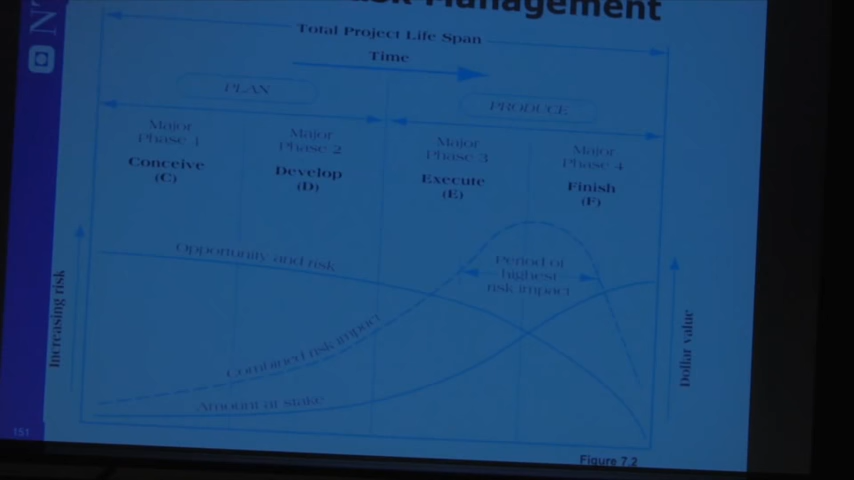 Management
Total Project Life Span
Time
PLAN
PRODUCE
Major
Phase 1
Conceive
(C)
Major
Phase 2
Develop
(D)
Major
Phase 3
Execute
(E)
Major
Phase 4
Finish
(F)
Opportunity and risk
Period of
highest
risk impact
Increasing risk
Combined risk impact
Dollar value
Amount at stake
151
Figure 7.2